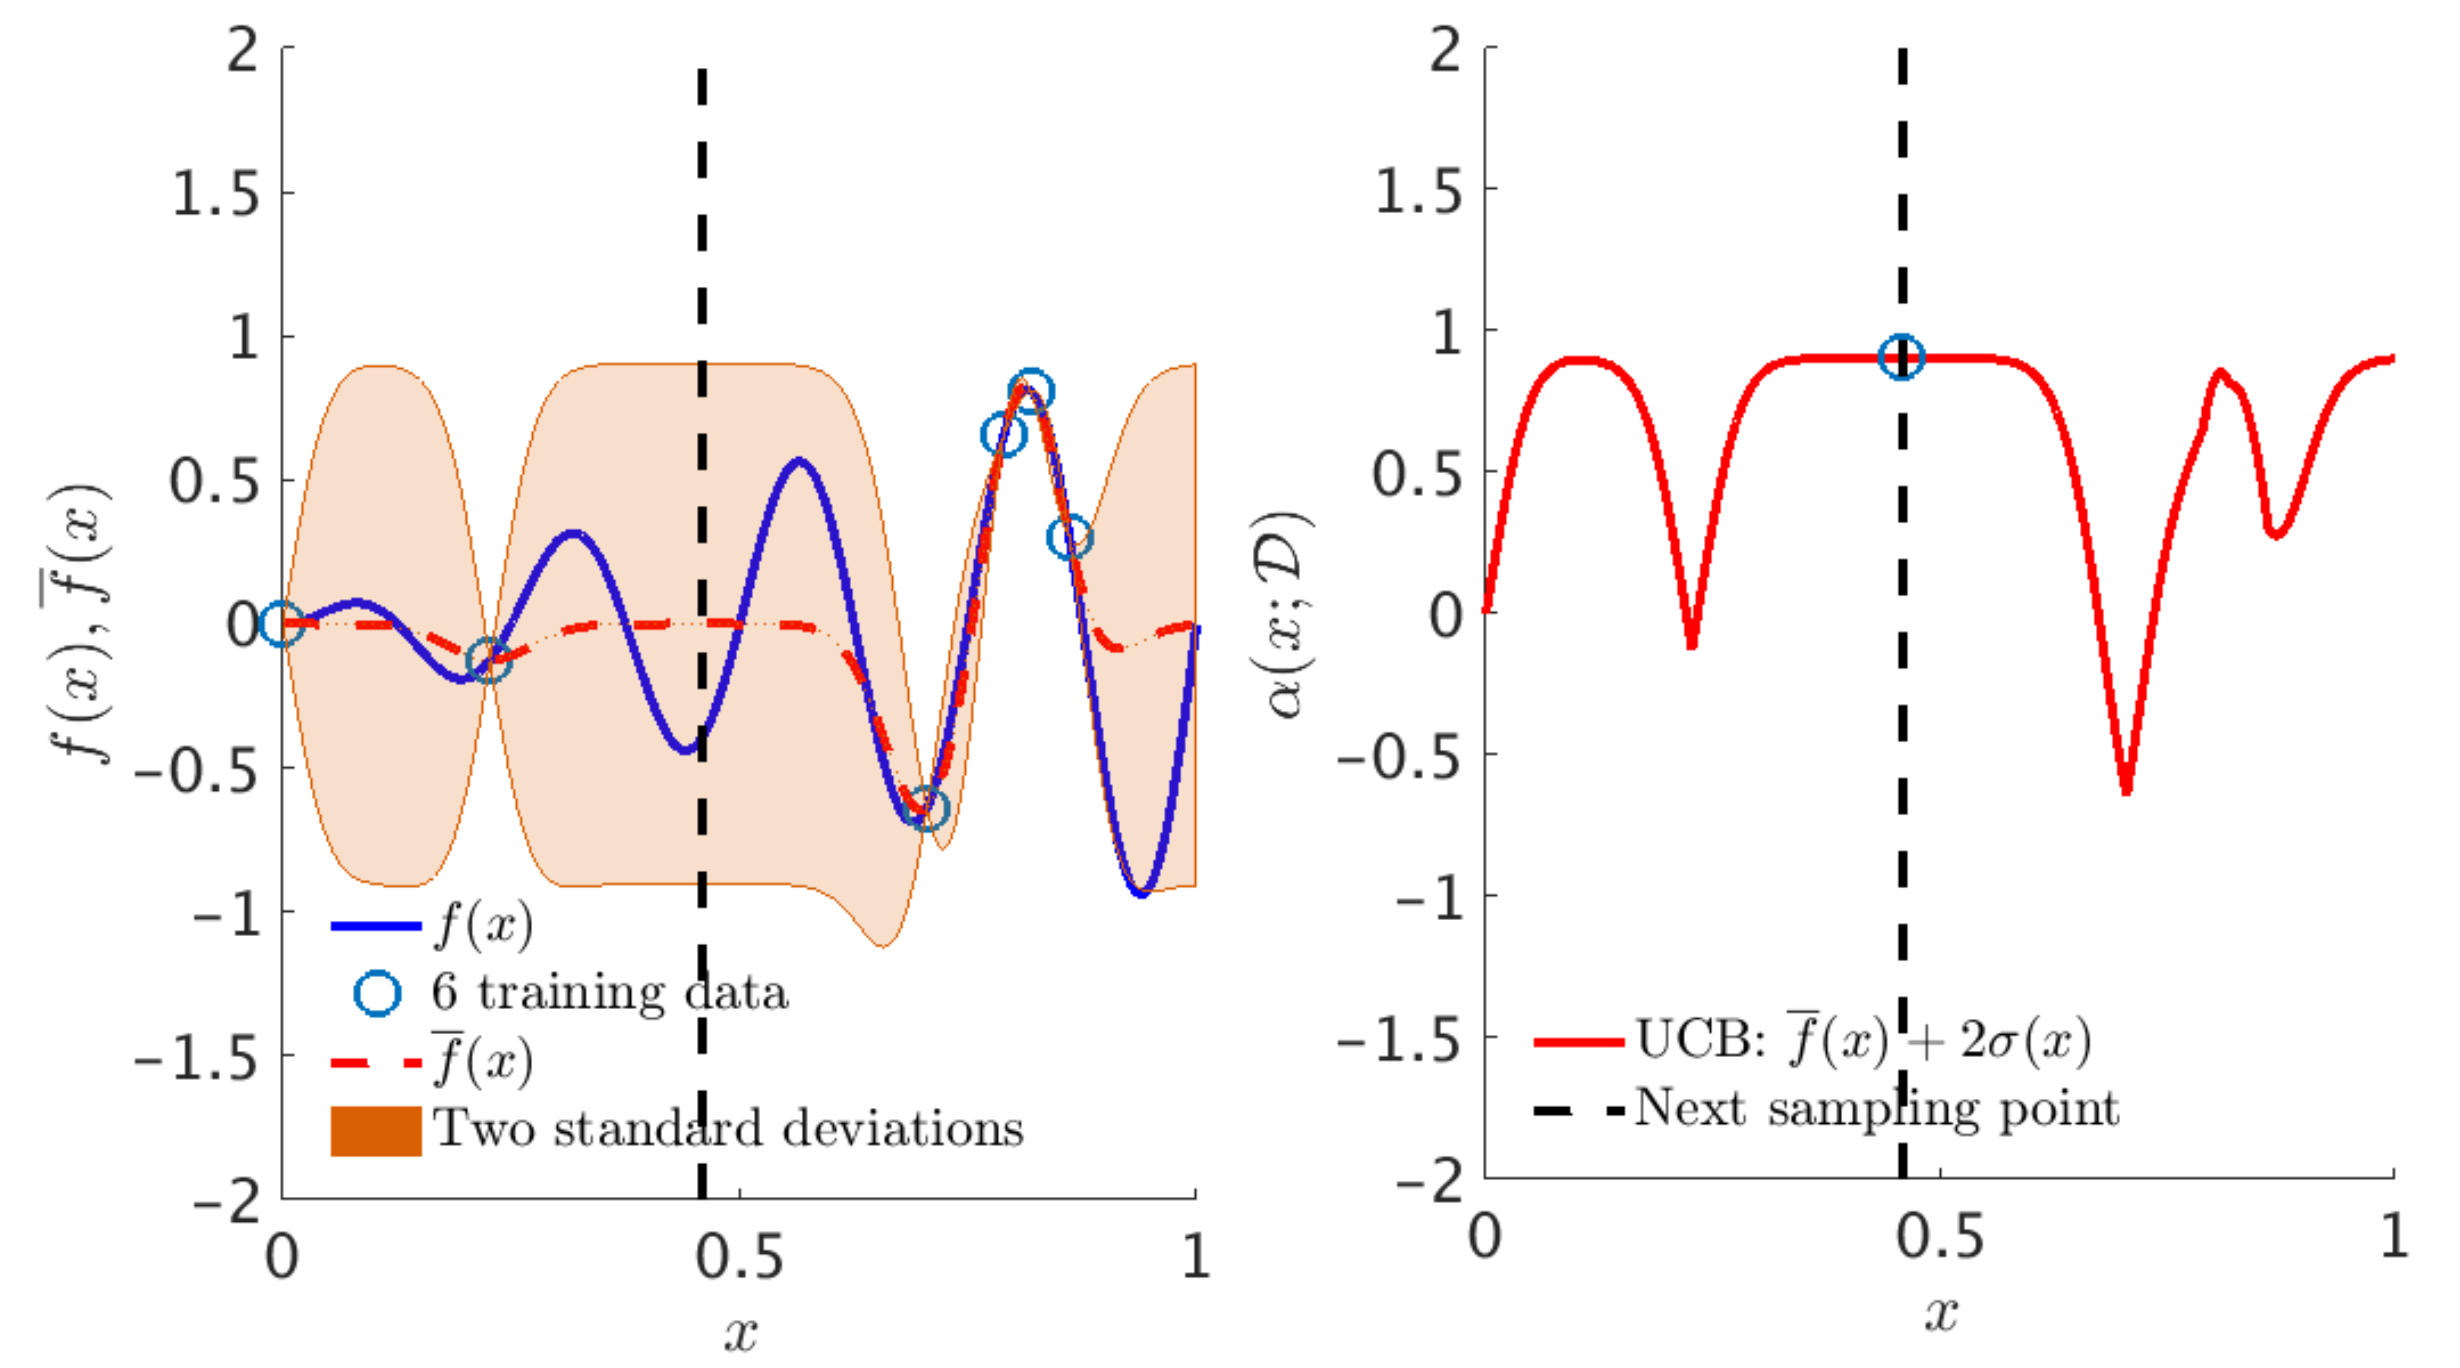 2
1.5
1
0.5
0
-0.5
-1
-1.5
-2
0
0.5
1
x
f(x), f̅(x)
f(x)
6 training data
f̅(x)
Two standard deviations
2
1.5
1
0.5
0
-0.5
-1
-1.5
-2
0
0.5
1
x
α(x; 𝒟)
UCB: f̅(x) + 2σ(x)
Next sampling point